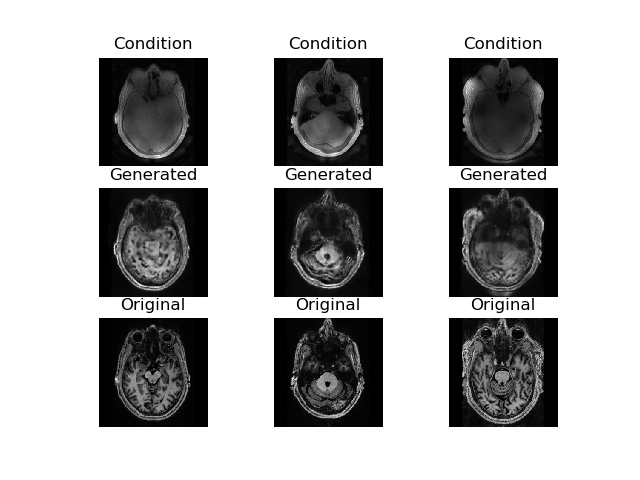 Condition Condition Condition
Generated Generated Generated
Original Original Original